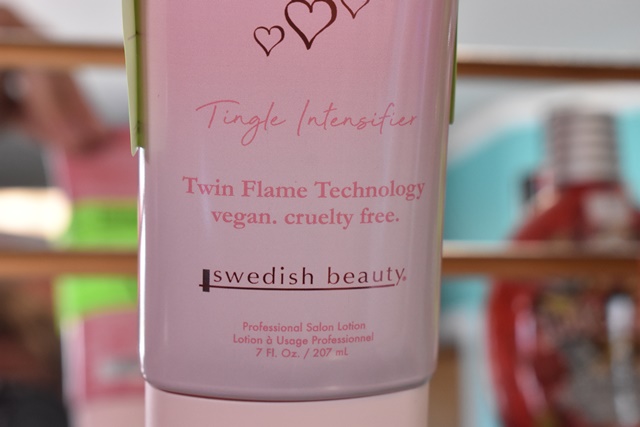 Tingle Intensifier
Twin Flame Technology
vegan. cruelty free.
swedish beauty®
Professional Salon Lotion
Lotion à Usage Professionnel
7 Fl. Oz. / 207 mL